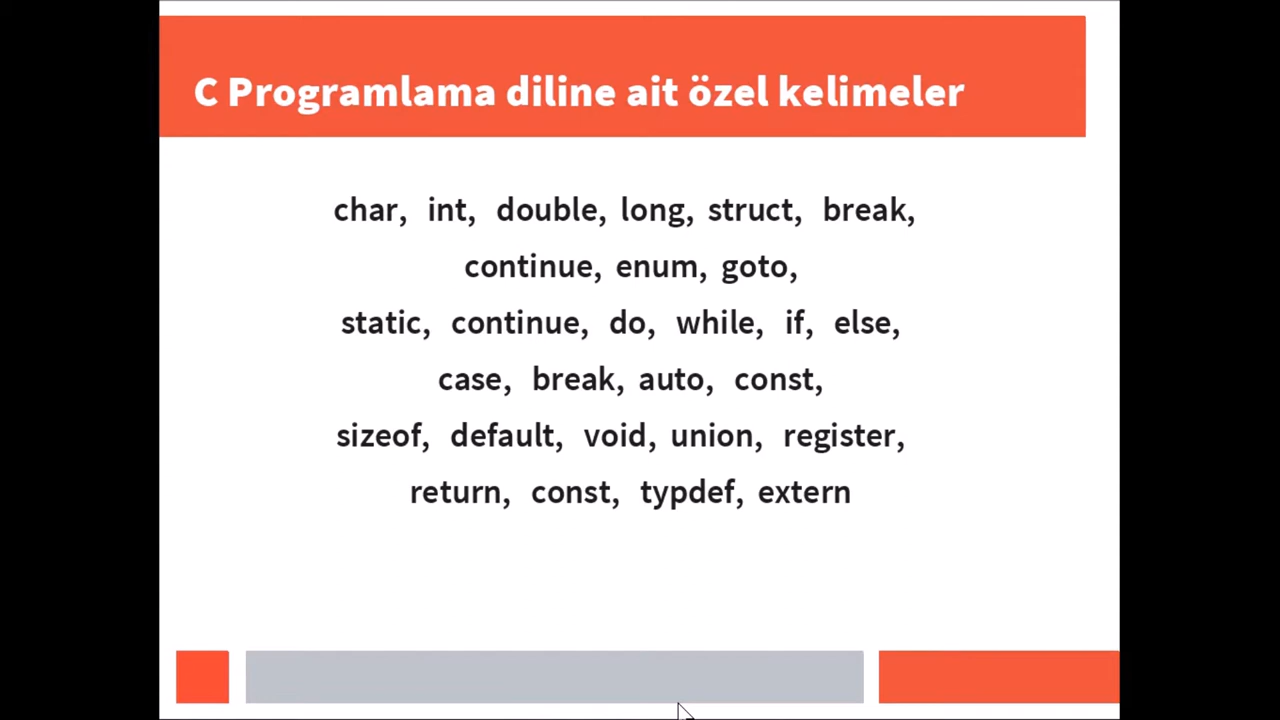 C Programlama diline ait özel kelimeler
char, int, double, long, struct, break,
continue, enum, goto,
static, continue, do, while, if, else,
case, break, auto, const,
sizeof, default, void, union, register,
return, const, typdef, extern